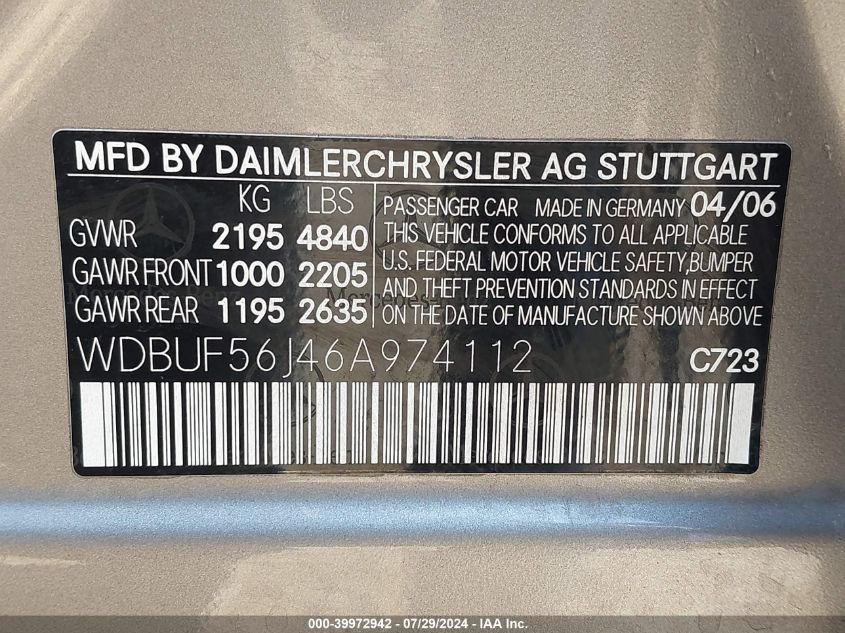 MFD BY DAIMLERCHRYSLER AG STUTTGART
KG LBS
GVWR 2195 4840
GAWR FRONT 1000 2205
GAWR REAR 1195 2635
PASSENGER CAR MADE IN GERMANY 04/06
THIS VEHICLE CONFORMS TO ALL APPLICABLE
U.S. FEDERAL MOTOR VEHICLE SAFETY,BUMPER
AND THEFT PREVENTION STANDARDS IN EFFECT
ON DATE OF MANUFACTURE SHOWN ABOVE
WDBUF56J46A974112 C723
000-39972942 - 07/29/2024 - IAA Inc.